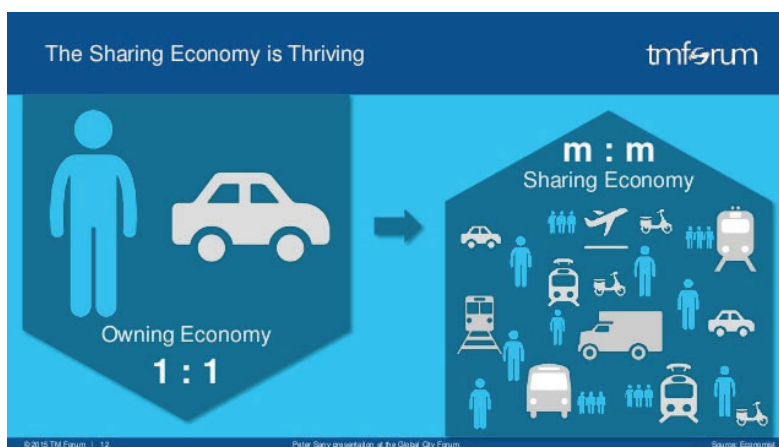 The Sharing Economy is Thriving
tmforum
m : m
Sharing Economy
Owning Economy
1 : 1
©2015 TM Forum | 12
Peter Sany presentation at the Global City Forum
Source: Economist